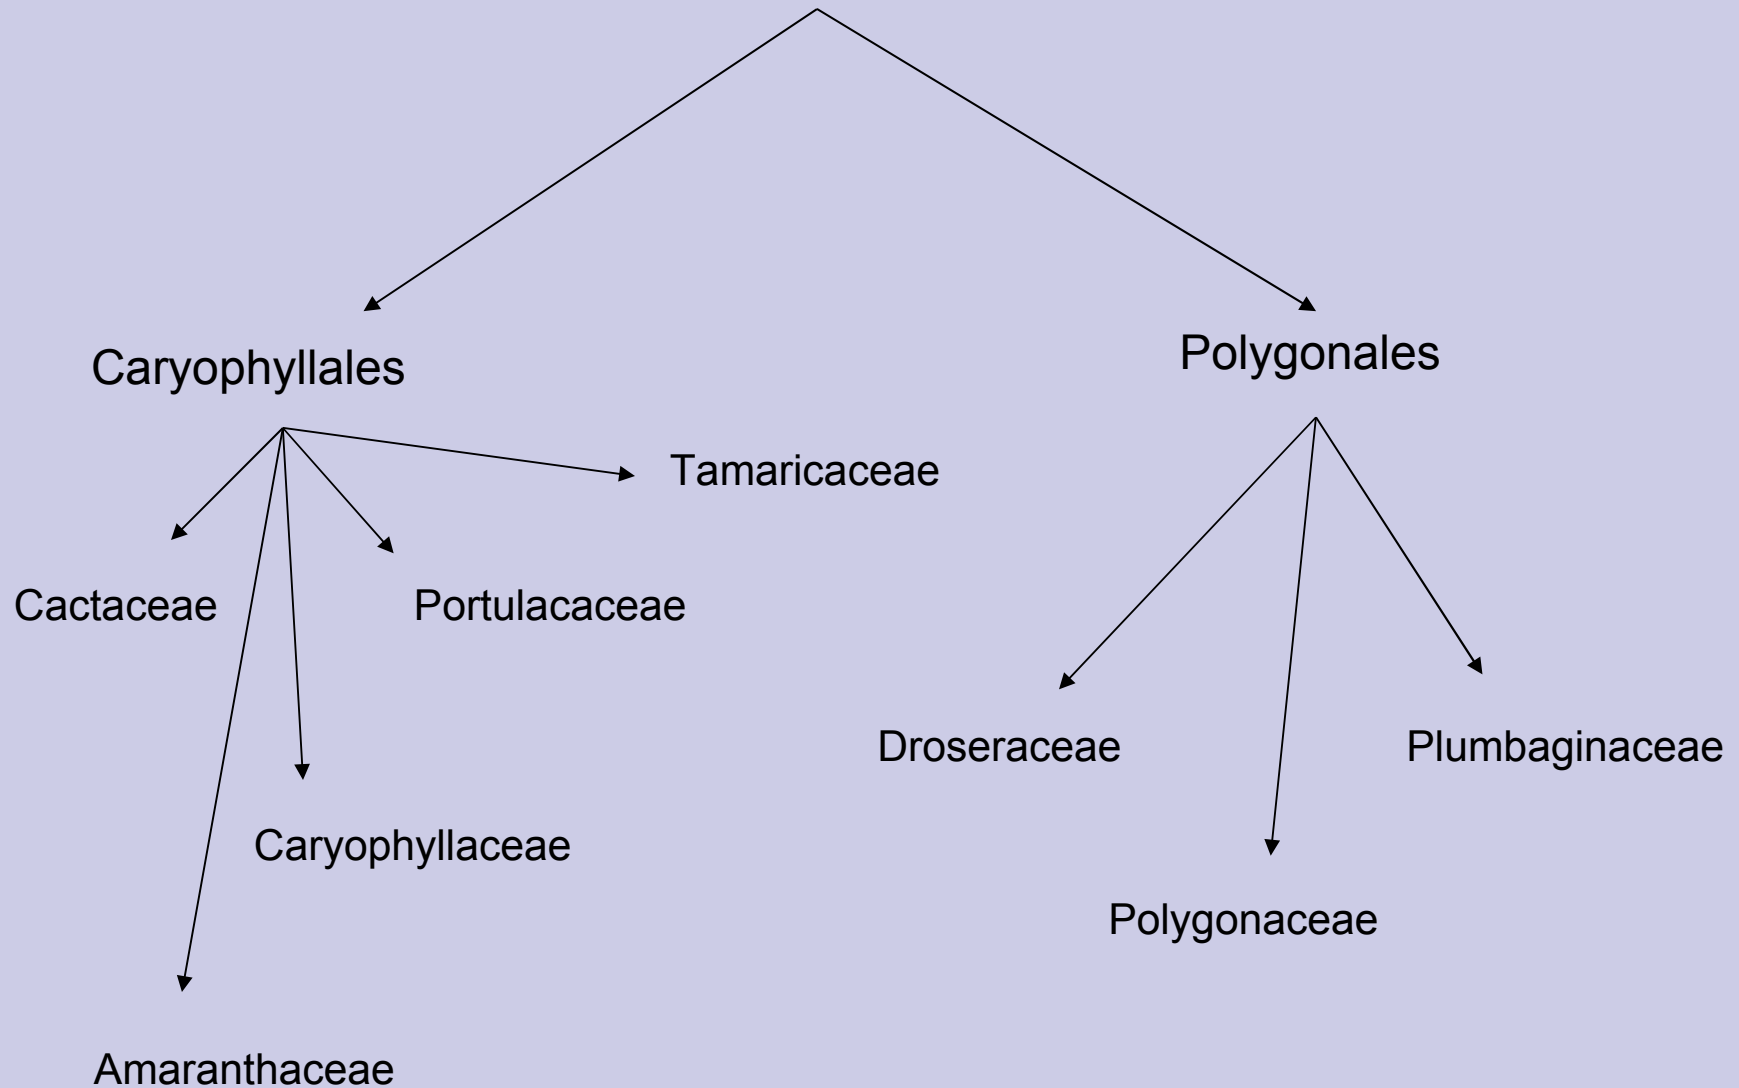 Caryophyllales
Polygonales
Tamaricaceae
Cactaceae
Portulacaceae
Droseraceae
Plumbaginaceae
Caryophyllaceae
Polygonaceae
Amaranthaceae